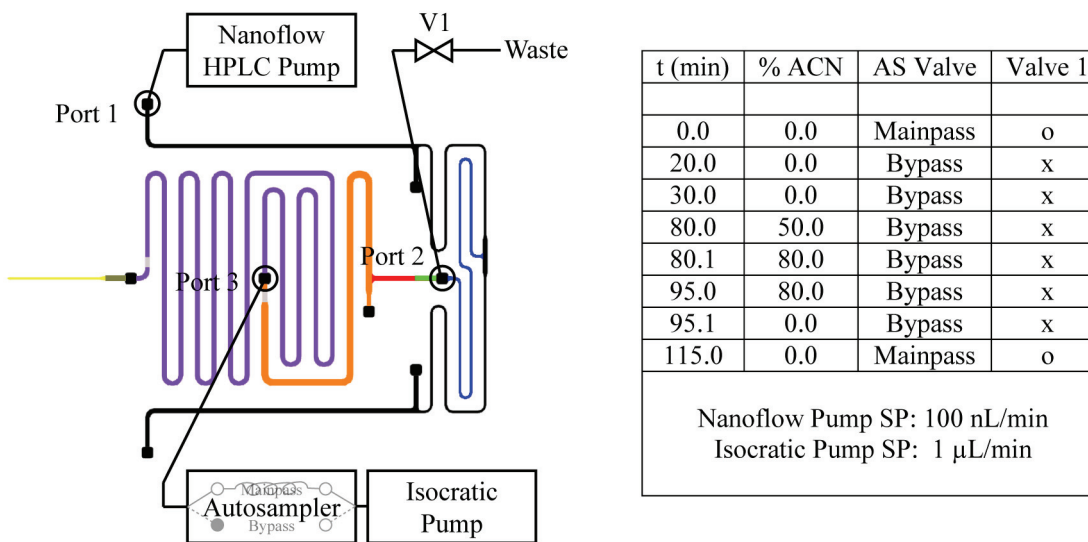 Nanoflow
HPLC Pump
V1
Waste
Port 1
Port 2
Port 3
Mainpass
Autosampler
Bypass
Isocratic
Pump
t (min) % ACN AS Valve Valve 1
0.0 0.0 Mainpass o
20.0 0.0 Bypass x
30.0 0.0 Bypass x
80.0 50.0 Bypass x
80.1 80.0 Bypass x
95.0 80.0 Bypass x
95.1 0.0 Bypass x
115.0 0.0 Mainpass o
Nanoflow Pump SP: 100 nL/min
Isocratic Pump SP: 1 µL/min